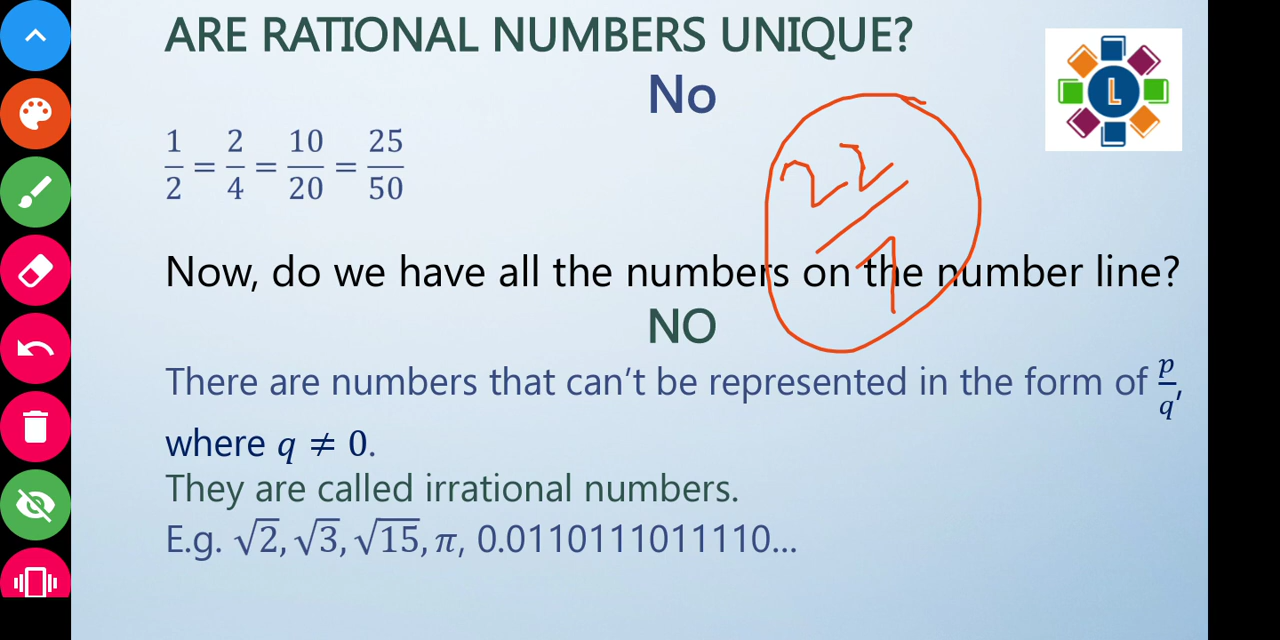 ARE RATIONAL NUMBERS UNIQUE?
No
1/2 = 2/4 = 10/20 = 25/50
22/7
Now, do we have all the numbers on the number line?
NO
There are numbers that can’t be represented in the form of p/q,
where q ≠ 0.
They are called irrational numbers.
E.g. √2, √3, √15, π, 0.0110111011110...
L